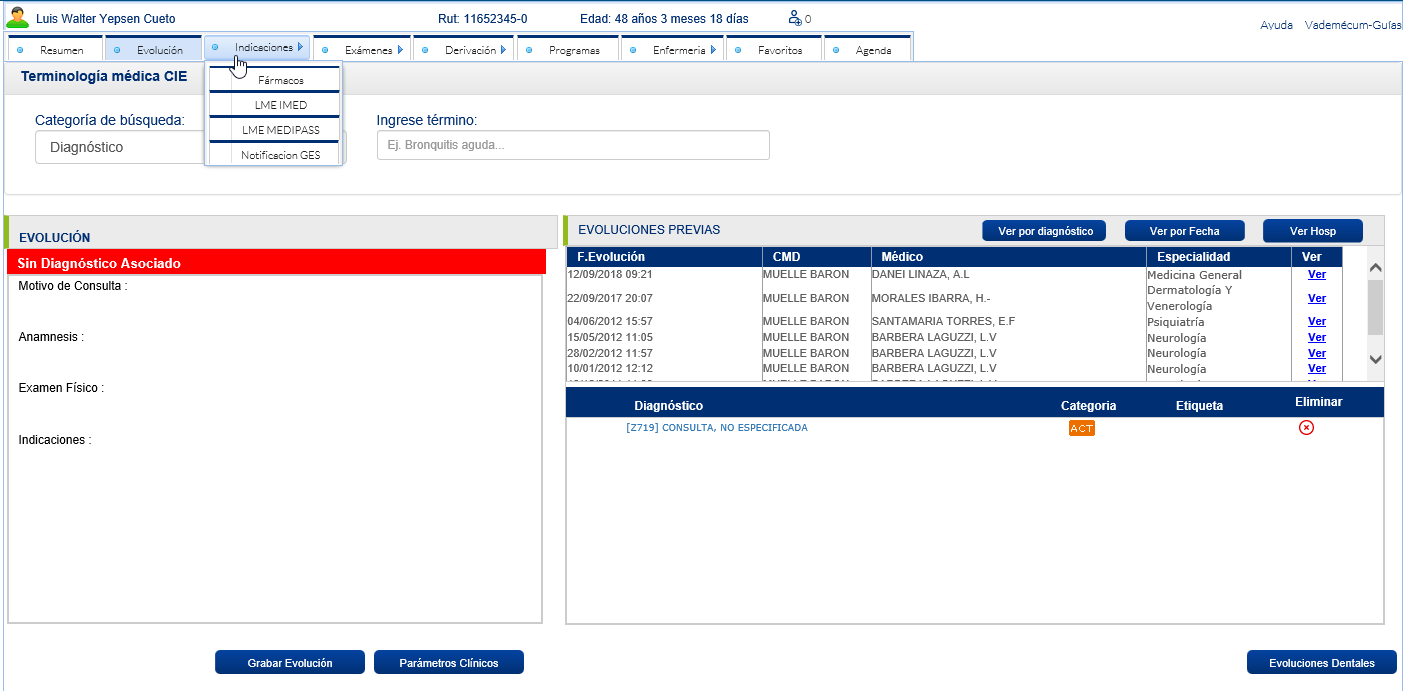 Luis Walter Yepsen Cueto Rut: 11652345-0 Edad: 48 años 3 meses 18 días 0
Ayuda Vademécum-Guías
Resumen Evolución Indicaciones Exámenes Derivación Programas Enfermeria Favoritos Agenda
Terminología médica CIE
Fármacos
LME IMED
LME MEDIPASS
Notificacion GES
Categoría de búsqueda: Ingrese término:
Diagnóstico Ej. Bronquitis aguda...
EVOLUCIÓN
Sin Diagnóstico Asociado
Motivo de Consulta :
Anamnesis :
Examen Físico :
Indicaciones :
EVOLUCIONES PREVIAS Ver por diagnóstico Ver por Fecha Ver Hosp
F.Evolución CMD Médico Especialidad Ver
12/09/2018 09:21 MUELLE BARON DANEI LINAZA, A.L Medicina General Ver
22/09/2017 20:07 MUELLE BARON MORALES IBARRA, H.- Dermatología Y Venerología Ver
04/06/2012 15:57 MUELLE BARON SANTAMARIA TORRES, E.F Psiquiatría Ver
15/05/2012 11:05 MUELLE BARON BARBERA LAGUZZI, L.V Neurología Ver
28/02/2012 11:57 MUELLE BARON BARBERA LAGUZZI, L.V Neurología Ver
10/01/2012 12:12 MUELLE BARON BARBERA LAGUZZI, L.V Neurología Ver
Diagnóstico Categoria Etiqueta Eliminar
[Z719] CONSULTA, NO ESPECIFICADA ACT
Grabar Evolución Parámetros Clínicos Evoluciones Dentales